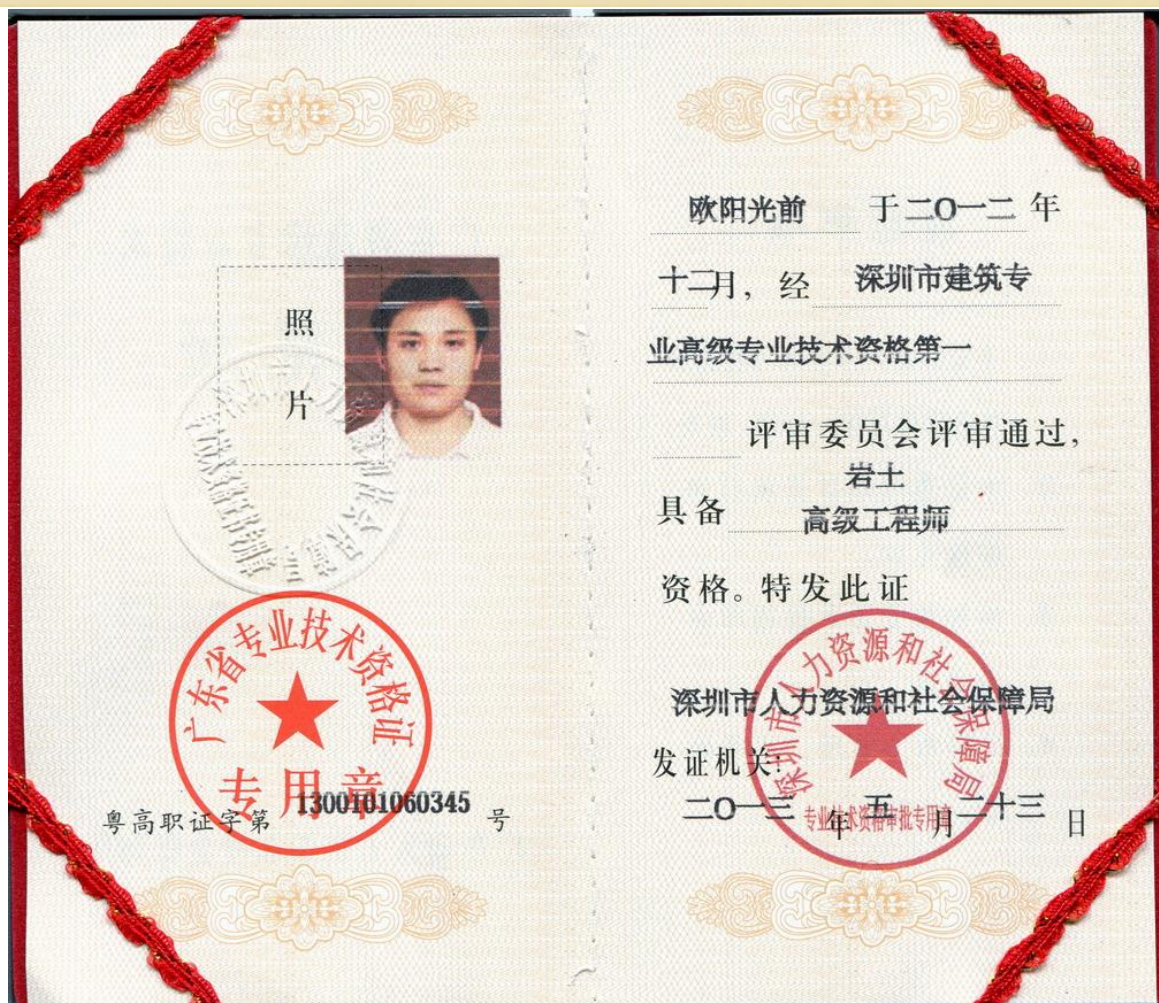 照
片
广东省专业技术资格证
专用章
粤高职证字第 1300101060345 号
欧阳光前 于二O一二年
十二月，经 深圳市建筑专
业高级专业技术资格第一
评审委员会评审通过，
岩土
具备 高级工程师
资格。特发此证
深圳市人力资源和社会保障局
深圳市人力资源和社会保障局
发证机关：
专业技术资格审批专用章
二O一三年五月二十三日